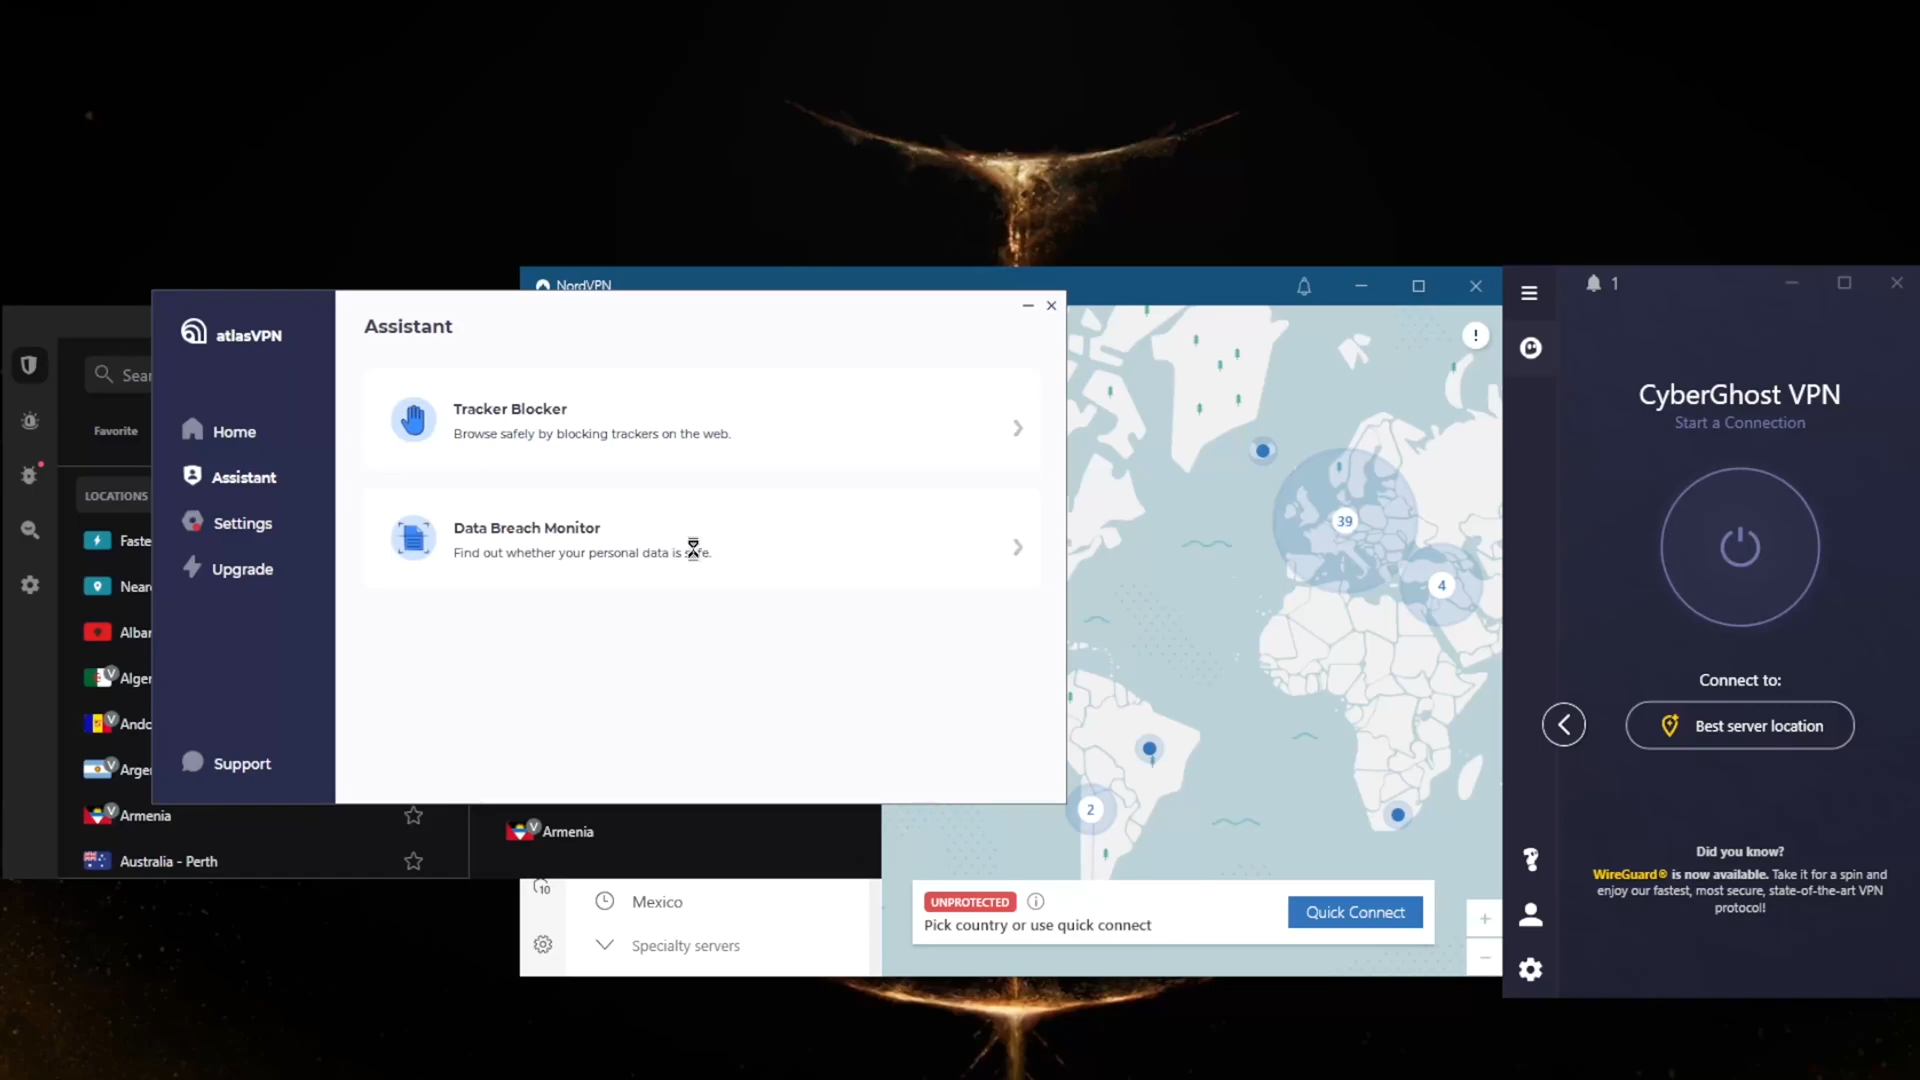 NordVPN
atlasVPN
Home
Assistant
Settings
Upgrade
Support
Assistant
Tracker Blocker
Browse safely by blocking trackers on the web.
Data Breach Monitor
Find out whether your personal data is safe.
Sear
Favorite
LOCATIONS
Faste
Near
Albar
Alger
Ando
Arger
Armenia
Australia - Perth
Armenia
10
Mexico
Specialty servers
39
4
2
!
UNPROTECTED
Pick country or use quick connect
Quick Connect
+
−
1
CyberGhost VPN
Start a Connection
Connect to:
Best server location
Did you know?
WireGuard® is now available. Take it for a spin and
enjoy our fastest, most secure, state-of-the-art VPN
protocol!